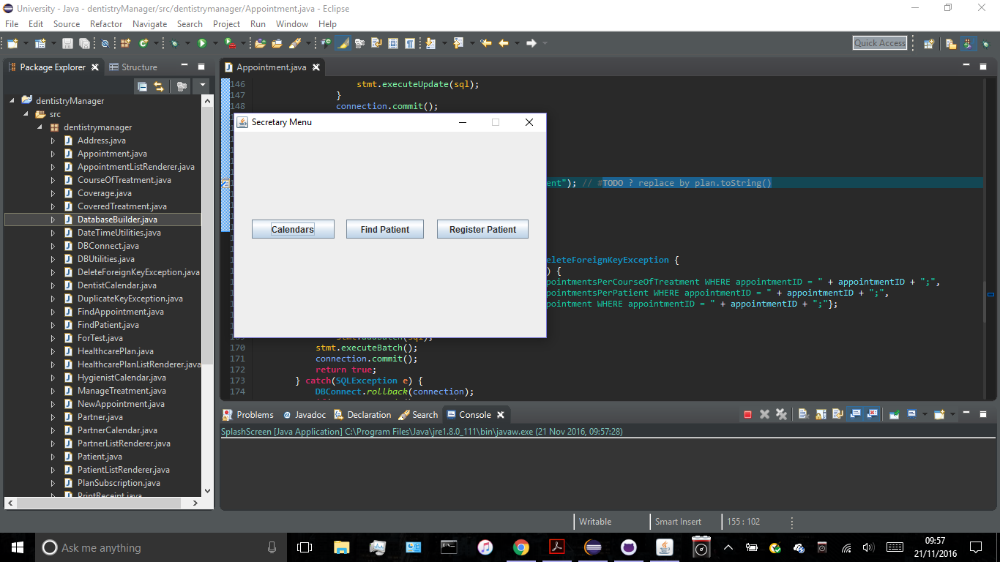 University - Java - dentistryManager/src/dentistrymanager/Appointment.java - Eclipse
File Edit Source Refactor Navigate Search Project Run Window Help
Quick Access
Package Explorer
Structure
dentistryManager
src
dentistrymanager
Address.java
Appointment.java
AppointmentListRenderer.java
CourseOfTreatment.java
Coverage.java
CoveredTreatment.java
DatabaseBuilder.java
DateTimeUtilities.java
DBConnect.java
DBUtilities.java
DeleteForeignKeyException.java
DentistCalendar.java
DuplicateKeyException.java
FindAppointment.java
FindPatient.java
ForTest.java
HealthcarePlan.java
HealthcarePlanListRenderer.java
HygienistCalendar.java
ManageTreatment.java
NewAppointment.java
Partner.java
PartnerCalendar.java
PartnerListRenderer.java
Patient.java
PatientListRenderer.java
PlanSubscription.java
PrintReceipt.java
Appointment.java
146 stmt.executeUpdate(sql);
147 }
148 connection.commit();
Secretary Menu
Calendars
Find Patient
Register Patient
ent"); // #TODO ? replace by plan.toString()
eleteForeignKeyException {
) {
pointmentsPerCourseOfTreatment WHERE appointmentID = " + appointmentID + ";",
pointmentsPerPatient WHERE appointmentID = " + appointmentID + ";",
pointment WHERE appointmentID = " + appointmentID + ";"};
stmt.addBatch(sql);
170 stmt.executeBatch();
171 connection.commit();
172 return true;
173 } catch(SQLException e) {
174 DBConnect.rollback(connection);
Problems
Javadoc
Declaration
Search
Console
SplashScreen [Java Application] C:\Program Files\Java\jre1.8.0_111\bin\javaw.exe (21 Nov 2016, 09:57:28)
Writable
Smart Insert
155 : 102
Ask me anything
09:57
21/11/2016